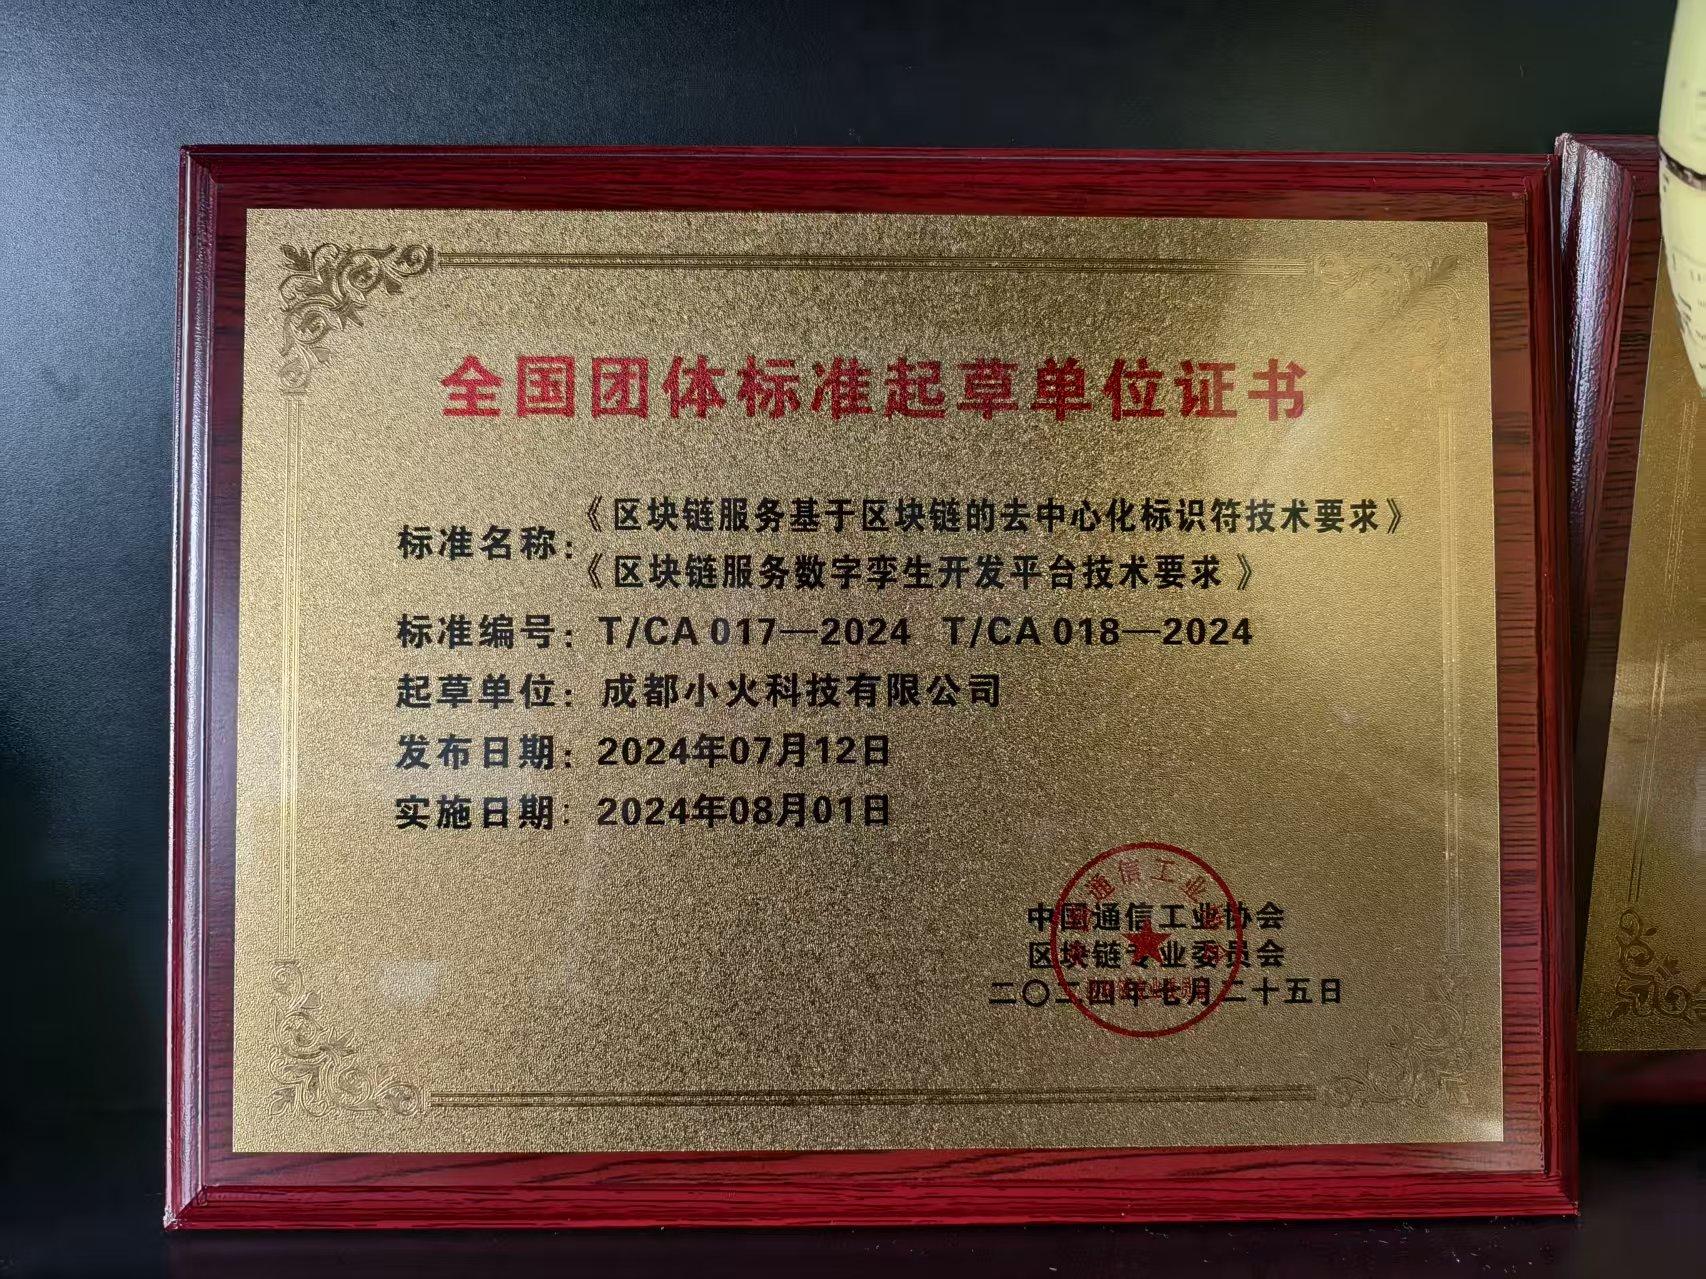 全国团体标准起草单位证书
标准名称：《区块链服务基于区块链的去中心化标识符技术要求》
《区块链服务数字孪生开发平台技术要求》
标准编号：T/CA 017—2024 T/CA 018—2024
起草单位：成都小火科技有限公司
发布日期：2024年07月12日
实施日期：2024年08月01日
中国通信工业协会
区块链专业委员会
二〇二四年七月二十五日
通信工业